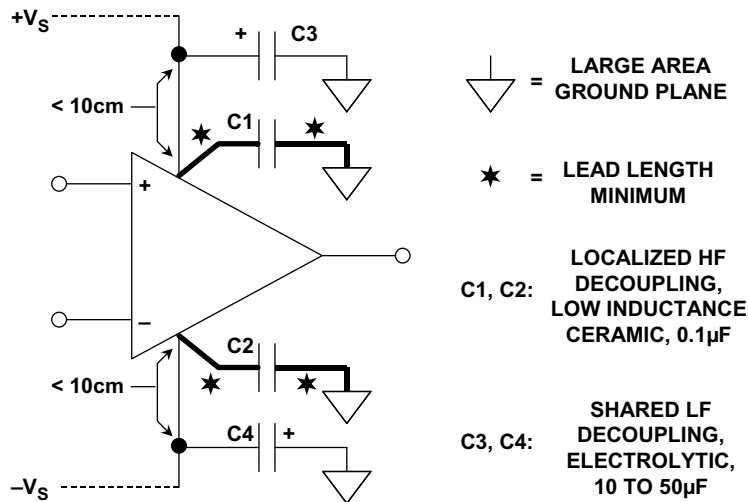 +VS
+ C3
< 10cm
C1
+
−
C2
< 10cm
C4 +
−VS
= LARGE AREA
GROUND PLANE
= LEAD LENGTH
MINIMUM
C1, C2: LOCALIZED HF
DECOUPLING,
LOW INDUCTANCE
CERAMIC, 0.1µF
C3, C4: SHARED LF
DECOUPLING,
ELECTROLYTIC,
10 TO 50µF